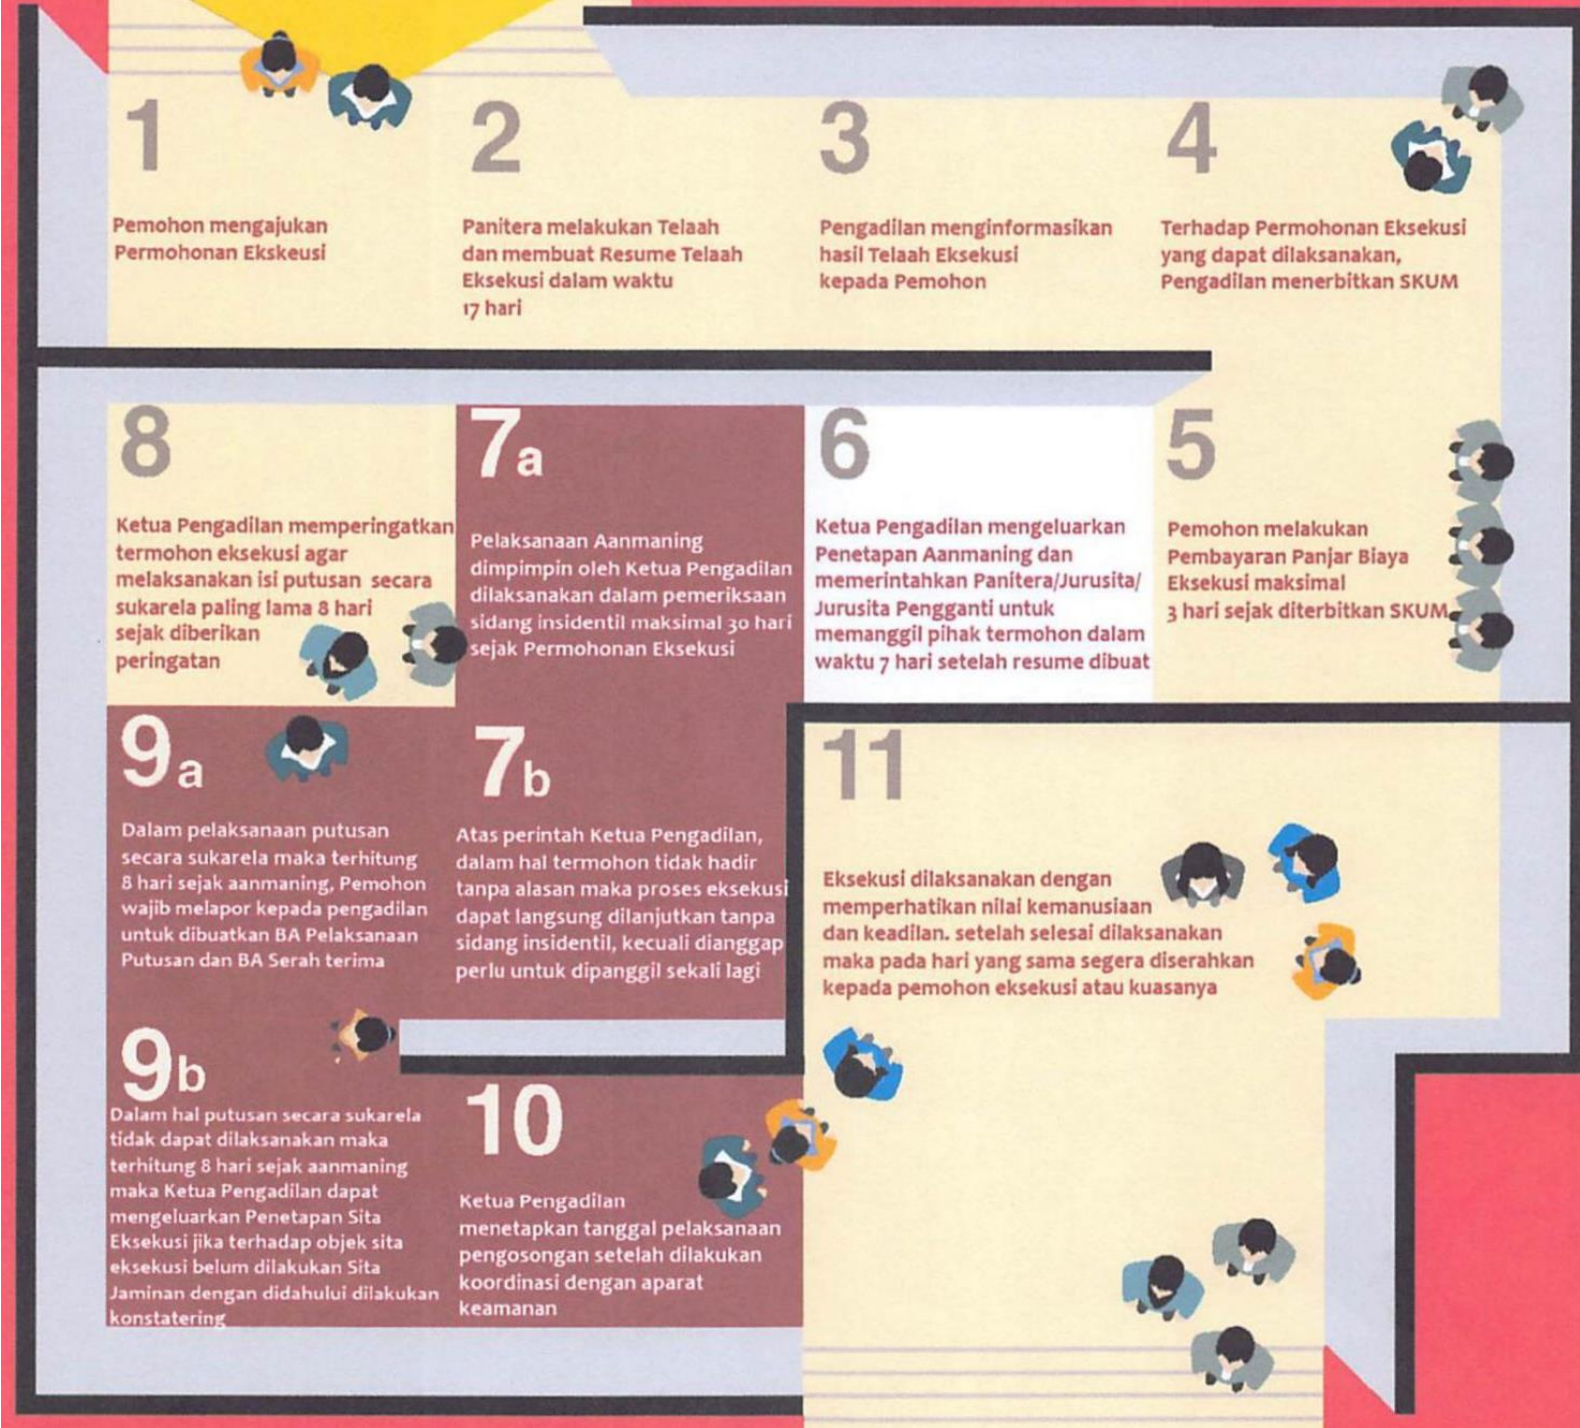 1
Pemohon mengajukan
Permohonan Ekskeusi
2
Panitera melakukan Telaah
dan membuat Resume Telaah
Eksekusi dalam waktu
17 hari
3
Pengadilan menginformasikan
hasil Telaah Eksekusi
kepada Pemohon
4
Terhadap Permohonan Eksekusi
yang dapat dilaksanakan,
Pengadilan menerbitkan SKUM
5
Pemohon melakukan
Pembayaran Panjar Biaya
Eksekusi maksimal
3 hari sejak diterbitkan SKUM
6
Ketua Pengadilan mengeluarkan
Penetapan Aanmaning dan
memerintahkan Panitera/Jurusita/
Jurusita Pengganti untuk
memanggil pihak termohon dalam
waktu 7 hari setelah resume dibuat
7a
Pelaksanaan Aanmaning
dimpimpin oleh Ketua Pengadilan
dilaksanakan dalam pemeriksaan
sidang insidentil maksimal 30 hari
sejak Permohonan Eksekusi
7b
Atas perintah Ketua Pengadilan,
dalam hal termohon tidak hadir
tanpa alasan maka proses eksekusi
dapat langsung dilanjutkan tanpa
sidang insidentil, kecuali dianggap
perlu untuk dipanggil sekali lagi
8
Ketua Pengadilan memperingatkan
termohon eksekusi agar
melaksanakan isi putusan secara
sukarela paling lama 8 hari
sejak diberikan
peringatan
9a
Dalam pelaksanaan putusan
secara sukarela maka terhitung
8 hari sejak aanmaning, Pemohon
wajib melapor kepada pengadilan
untuk dibuatkan BA Pelaksanaan
Putusan dan BA Serah terima
9b
Dalam hal putusan secara sukarela
tidak dapat dilaksanakan maka
terhitung 8 hari sejak aanmaning
maka Ketua Pengadilan dapat
mengeluarkan Penetapan Sita
Eksekusi jika terhadap objek sita
eksekusi belum dilakukan Sita
Jaminan dengan didahului dilakukan
konstatering
10
Ketua Pengadilan
menetapkan tanggal pelaksanaan
pengosongan setelah dilakukan
koordinasi dengan aparat
keamanan
11
Eksekusi dilaksanakan dengan
memperhatikan nilai kemanusiaan
dan keadilan. setelah selesai dilaksanakan
maka pada hari yang sama segera diserahkan
kepada pemohon eksekusi atau kuasanya